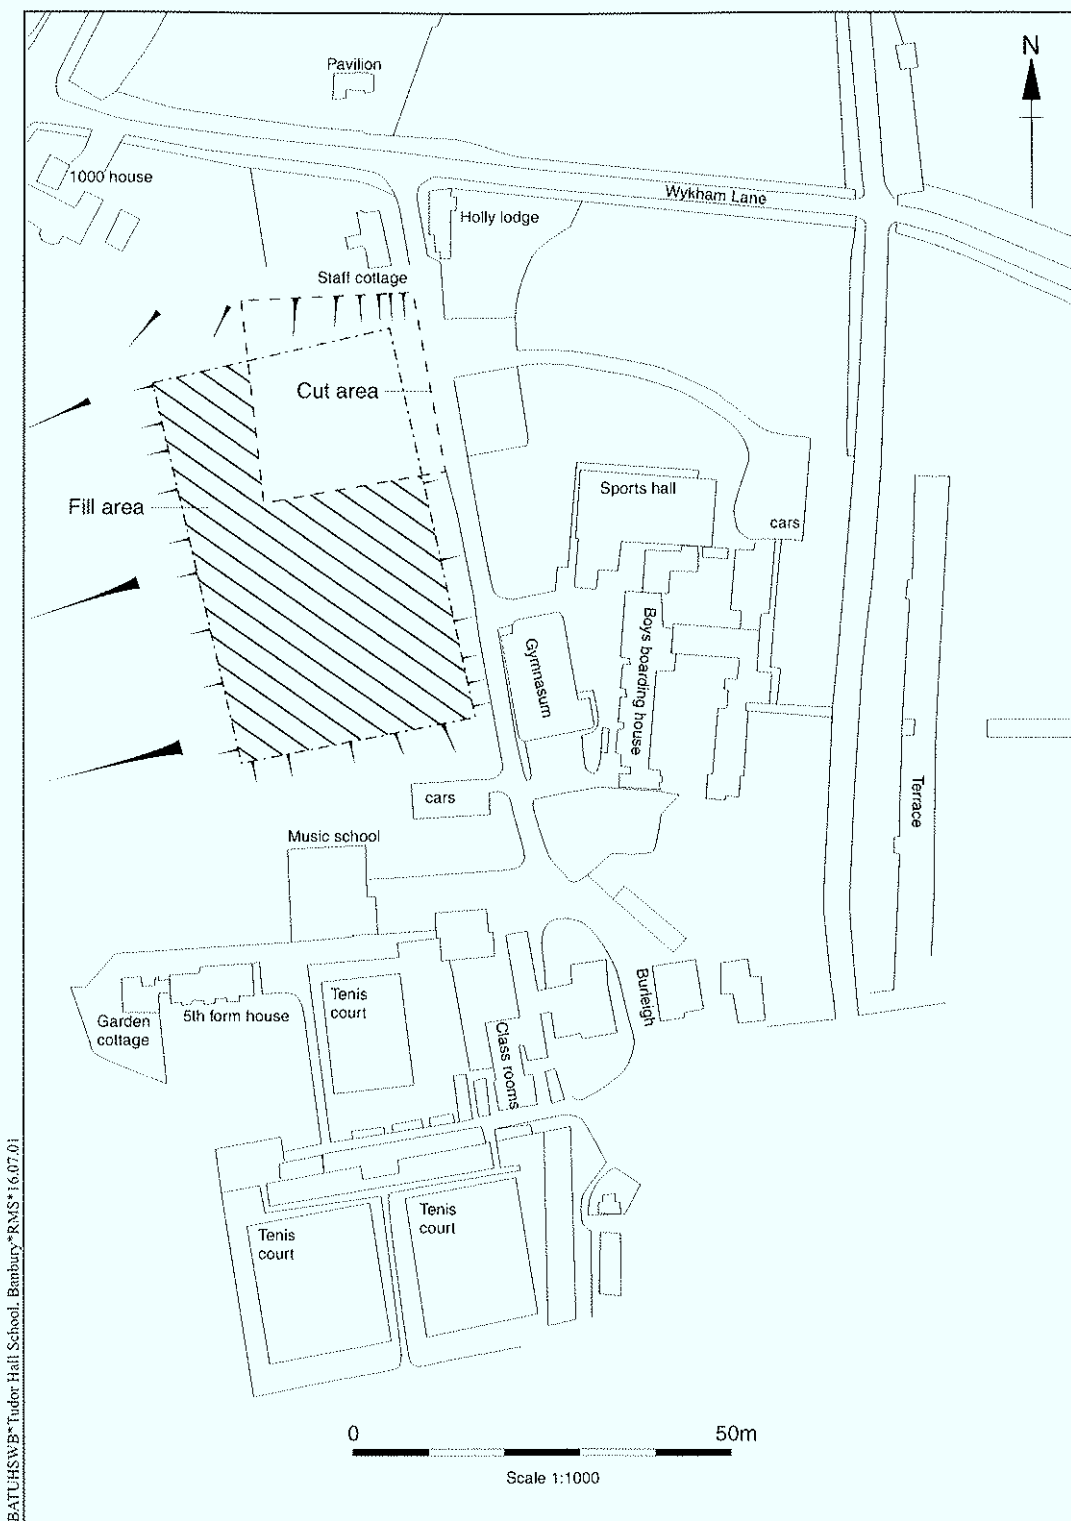 Pavilion
N
1000 house
Wykham Lane
Holly lodge
Staff cottage
Cut area
Sports hall
Fill area
cars
Boys boarding house
Gymnasum
Terrace
cars
Music school
Burleigh
Tenis
court
5th form house
Garden
cottage
Class rooms
Tenis
court
Tenis
court
0
50m
Scale 1:1000
BATUHSWB*Tudor Hall School, Banbury*RMS*16.07.01